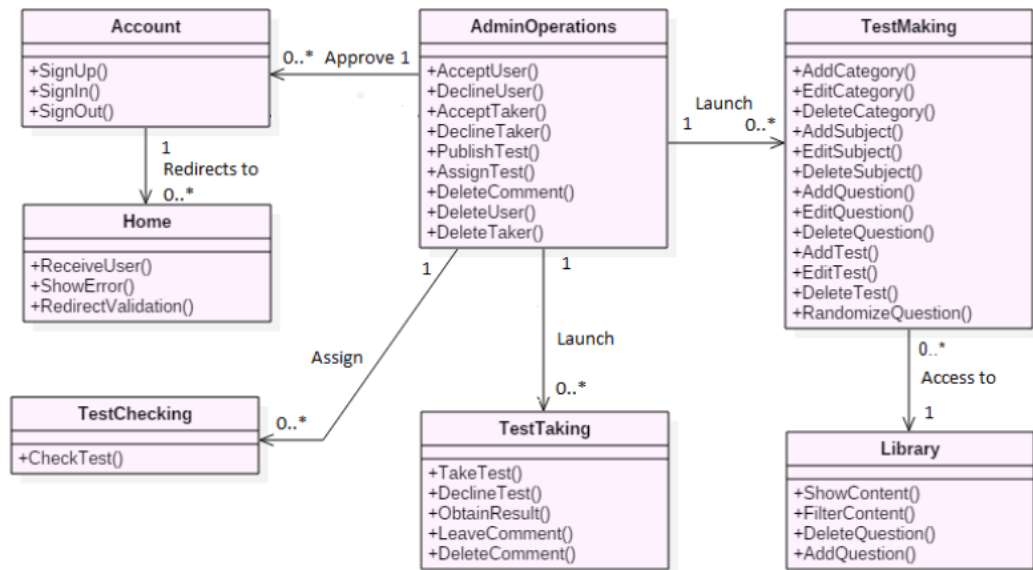 Account
+SignUp()
+SignIn()
+SignOut()
0..* Approve 1
AdminOperations
+AcceptUser()
+DeclineUser()
+AcceptTaker()
+DeclineTaker()
+PublishTest()
+AssignTest()
+DeleteComment()
+DeleteUser()
+DeleteTaker()
Launch
1 0..*
TestMaking
+AddCategory()
+EditCategory()
+DeleteCategory()
+AddSubject()
+EditSubject()
+DeleteSubject()
+AddQuestion()
+EditQuestion()
+DeleteQuestion()
+AddTest()
+EditTest()
+DeleteTest()
+RandomizeQuestion()
1
Redirects to
0..*
Home
+ReceiveUser()
+ShowError()
+RedirectValidation()
1
Assign
0..*
1
Launch
0..*
0..*
Access to
1
TestChecking
+CheckTest()
TestTaking
+TakeTest()
+DeclineTest()
+ObtainResult()
+LeaveComment()
+DeleteComment()
Library
+ShowContent()
+FilterContent()
+DeleteQuestion()
+AddQuestion()